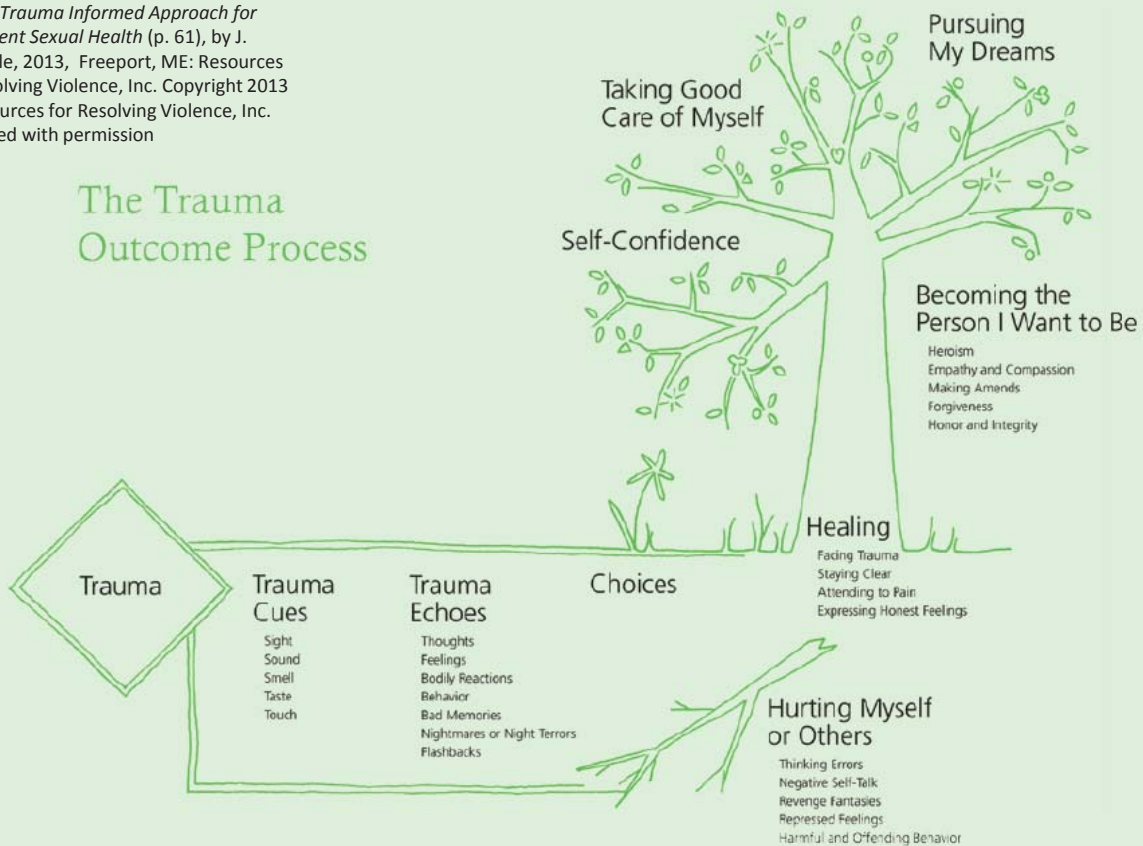 Trauma Informed Approach for
ent Sexual Health (p. 61), by J.
le, 2013, Freeport, ME: Resources
olving Violence, Inc. Copyright 2013
urces for Resolving Violence, Inc.
ed with permission
The Trauma
Outcome Process
Pursuing
My Dreams
Taking Good
Care of Myself
Self-Confidence
Becoming the
Person I Want to Be
Heroism
Empathy and Compassion
Making Amends
Forgiveness
Honor and Integrity
Trauma
Trauma
Cues
Sight
Sound
Smell
Taste
Touch
Trauma
Echoes
Thoughts
Feelings
Bodily Reactions
Behavior
Bad Memories
Nightmares or Night Terrors
Flashbacks
Choices
Healing
Facing Trauma
Staying Clear
Attending to Pain
Expressing Honest Feelings
Hurting Myself
or Others
Thinking Errors
Negative Self-Talk
Revenge Fantasies
Repressed Feelings
Harmful and Offending Behavior